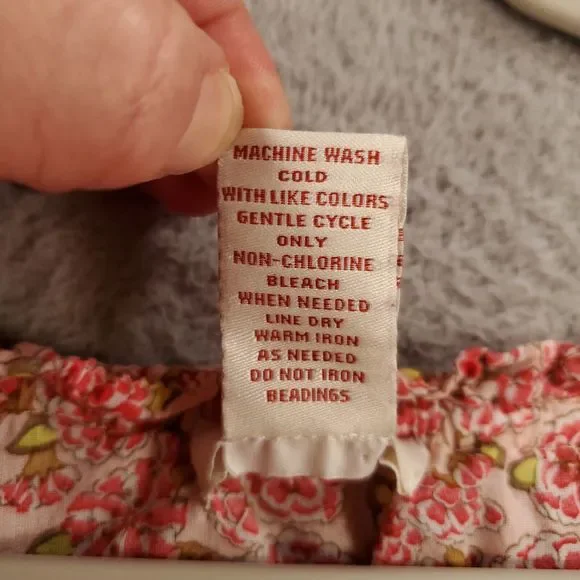 MACHINE WASH
COLD
WITH LIKE COLORS
GENTLE CYCLE
ONLY
NON-CHLORINE
BLEACH
WHEN NEEDED
LINE DRY
WARM IRON
AS NEEDED
DO NOT IRON
BEADINGS